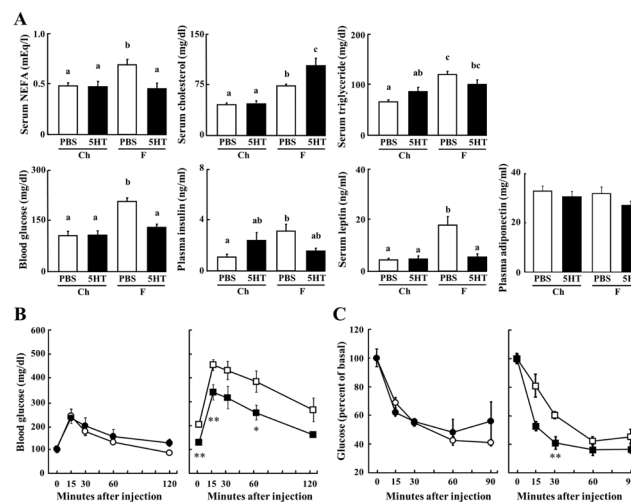 A
Serum NEFA (mEq/l)
1.0
0.5
0
a a b a
PBS 5HT PBS 5HT
Ch F
Serum cholesterol (mg/dl)
150
75
0
a a b c
PBS 5HT PBS 5HT
Ch F
Serum triglyceride (mg/dl)
200
100
0
a ab c bc
PBS 5HT PBS 5HT
Ch F
Blood glucose (mg/dl)
300
150
0
a a b a
PBS 5HT PBS 5HT
Ch F
Plasma insulin (ng/ml)
6
4
2
0
a ab b ab
PBS 5HT PBS 5HT
Ch F
Serum leptin (ng/ml)
40
20
0
a a b a
PBS 5HT PBS 5HT
Ch F
Plasma adiponectin (mg/ml)
40
20
0
PBS 5HT PBS 5HT
Ch F
B
Blood glucose (mg/dl)
600
500
400
300
200
100
0
0 15 30 60 120
Minutes after injection
** ** *
0 15 30 60 120
Minutes after injection
C
Glucose (percent of basal)
120
100
80
60
40
20
0
0 15 30 60 90
Minutes after injection
**
0 15 30 60 90
Minutes after injection